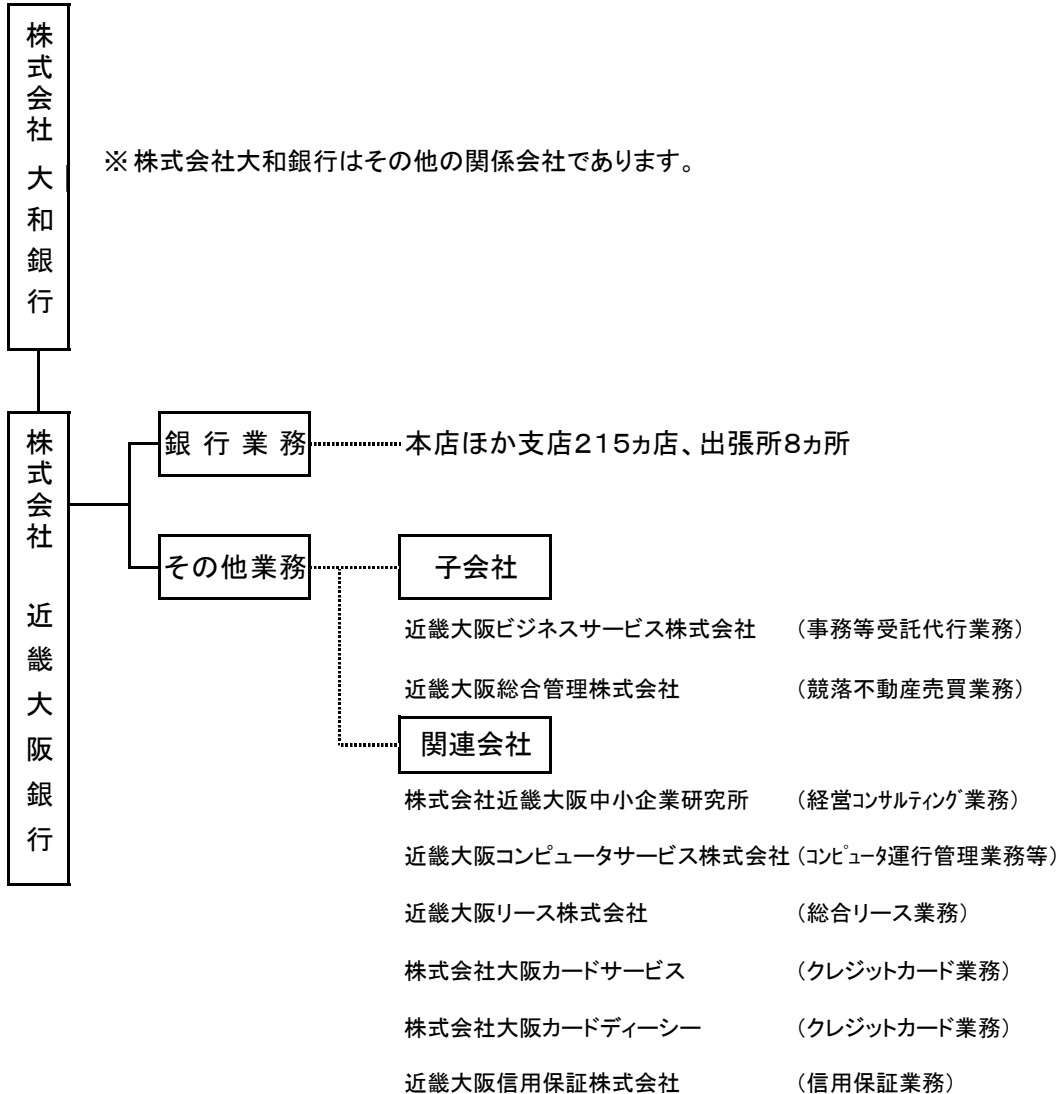 株式会社 大和銀行
※ 株式会社大和銀行はその他の関係会社であります。
株式会社 近畿大阪銀行
銀行業務
本店ほか支店215ヵ店、出張所8ヵ所
その他業務
子会社
近畿大阪ビジネスサービス株式会社 (事務等受託代行業務)
近畿大阪総合管理株式会社 (競落不動産売買業務)
関連会社
株式会社近畿大阪中小企業研究所 (経営ｺﾝｻﾙﾃｨﾝｸﾞ業務)
近畿大阪コンピュータサービス株式会社 (ｺﾝﾋﾟｭｰﾀ運行管理業務等)
近畿大阪リース株式会社 (総合リース業務)
株式会社大阪カードサービス (クレジットカード業務)
株式会社大阪カードディーシー (クレジットカード業務)
近畿大阪信用保証株式会社 (信用保証業務)